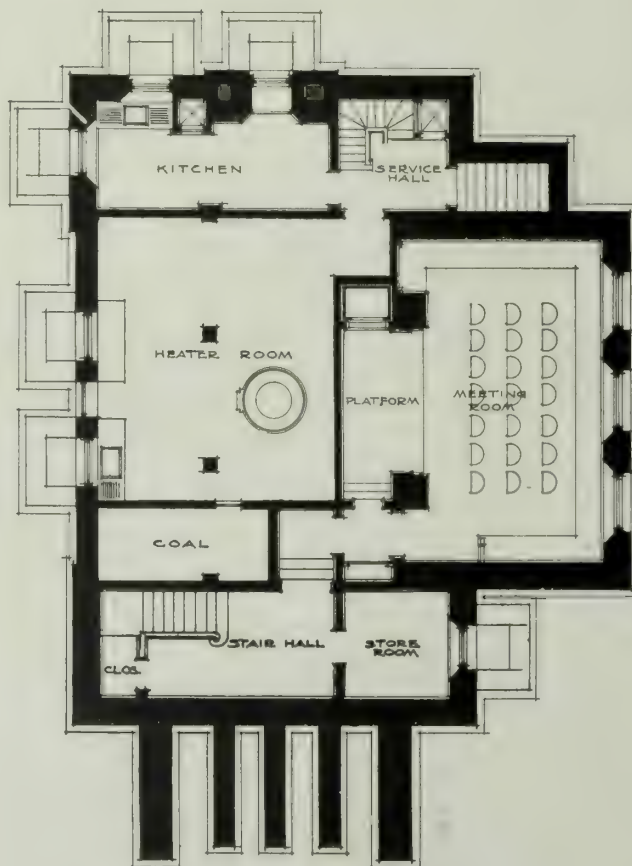 KITCHEN
SERVICE
HALL
HEATER ROOM
PLATFORM
MEETING
ROOM
COAL
STAIR HALL
STORE
ROOM
CLOS.